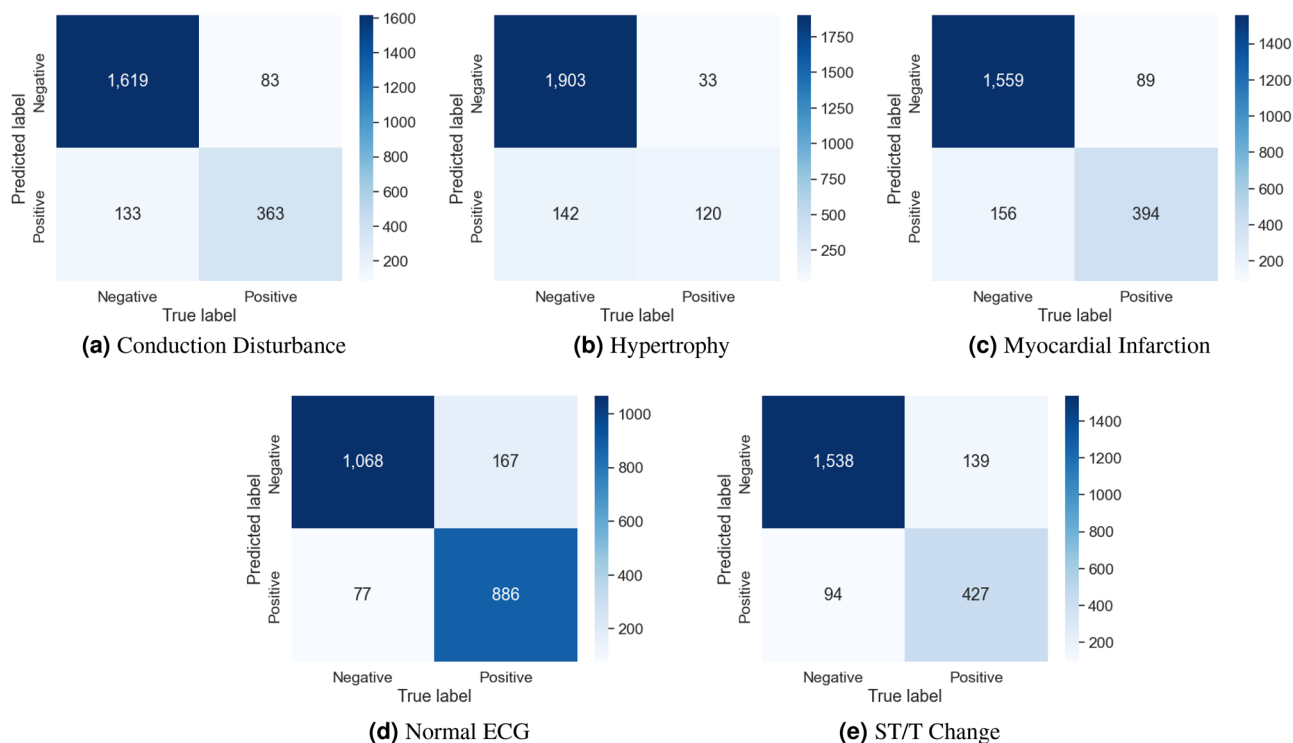 1,619 83
133 363
Negative
Positive
Predicted label
Negative Positive
True label
1600
1400
1200
1000
800
600
400
200
(a) Conduction Disturbance
1,903 33
142 120
Negative
Positive
Predicted label
Negative Positive
True label
1750
1500
1250
1000
750
500
250
(b) Hypertrophy
1,559 89
156 394
Negative
Positive
Predicted label
Negative Positive
True label
1400
1200
1000
800
600
400
200
(c) Myocardial Infarction
1,068 167
77 886
Negative
Positive
Predicted label
Negative Positive
True label
1000
800
600
400
200
(d) Normal ECG
1,538 139
94 427
Negative
Positive
Predicted label
Negative Positive
True label
1400
1200
1000
800
600
400
200
(e) ST/T Change